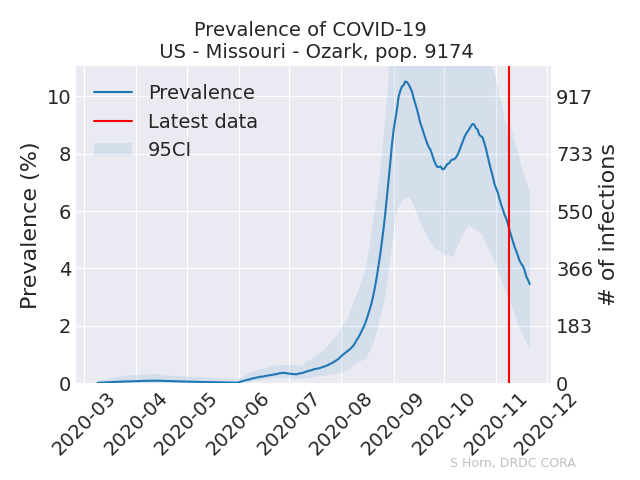 Prevalence of COVID-19
US - Missouri - Ozark, pop. 9174
Prevalence
Latest data
95CI
Prevalence (%)
10
8
6
4
2
0
917
733
550
366
183
0
# of infections
2020-03
2020-04
2020-05
2020-06
2020-07
2020-08
2020-09
2020-10
2020-11
2020-12
S Horn, DRDC CORA